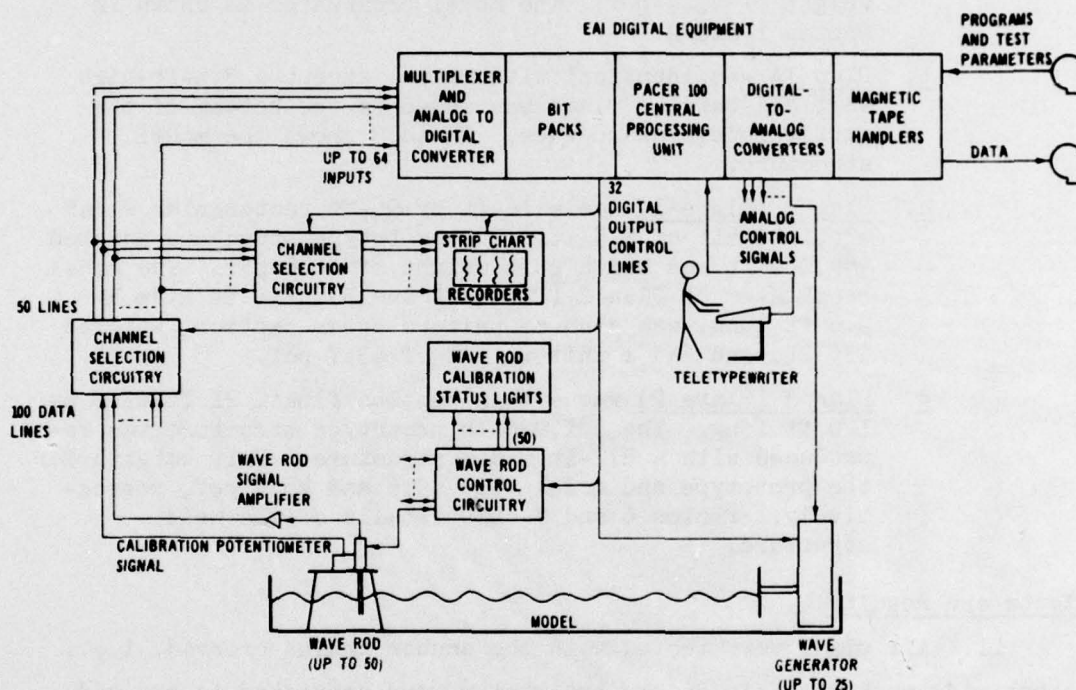 EAI DIGITAL EQUIPMENT
PROGRAMS
AND TEST
PARAMETERS
MULTIPLEXER
AND
ANALOG TO
DIGITAL
CONVERTER
BIT
PACKS
PACER 100
CENTRAL
PROCESSING
UNIT
DIGITAL-
TO-
ANALOG
CONVERTERS
MAGNETIC
TAPE
HANDLERS
DATA
UP TO 64
INPUTS
32
DIGITAL
OUTPUT
CONTROL
LINES
ANALOG
CONTROL
SIGNALS
CHANNEL
SELECTION
CIRCUITRY
STRIP CHART
RECORDERS
50 LINES
CHANNEL
SELECTION
CIRCUITRY
TELETYPEWRITER
WAVE ROD
CALIBRATION
STATUS LIGHTS
100 DATA
LINES
(50)
WAVE ROD
SIGNAL
AMPLIFIER
WAVE ROD
CONTROL
CIRCUITRY
CALIBRATION POTENTIOMETER
SIGNAL
MODEL
WAVE ROD
(UP TO 50)
WAVE
GENERATOR
(UP TO 25)